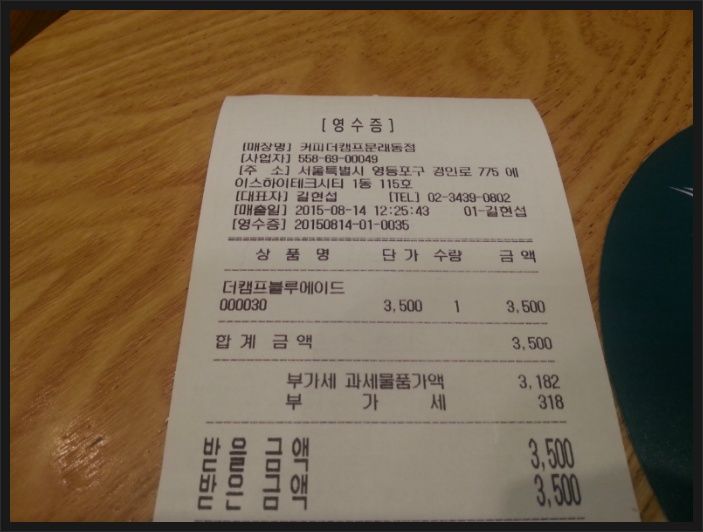 [영수증]
[매장명] 커피더캠프문래동점
[사업자] 558-69-00049
[주 소] 서울특별시 영등포구 경인로 775 에
이스하이테크시티 1동 115호
[대표자] 길현섭 [TEL] 02-3439-0802
[매출일] 2015-08-14 12:25:43 01-길현섭
[영수증] 20150814-01-0035
상 품 명 단 가 수량 금 액
더캠프블루에이드
000030 3,500 1 3,500
합 계 금 액 3,500
부가세 과세물품가액 3,182
부 가 세 318
받 을 금 액 3,500
받 은 금 액 3,500